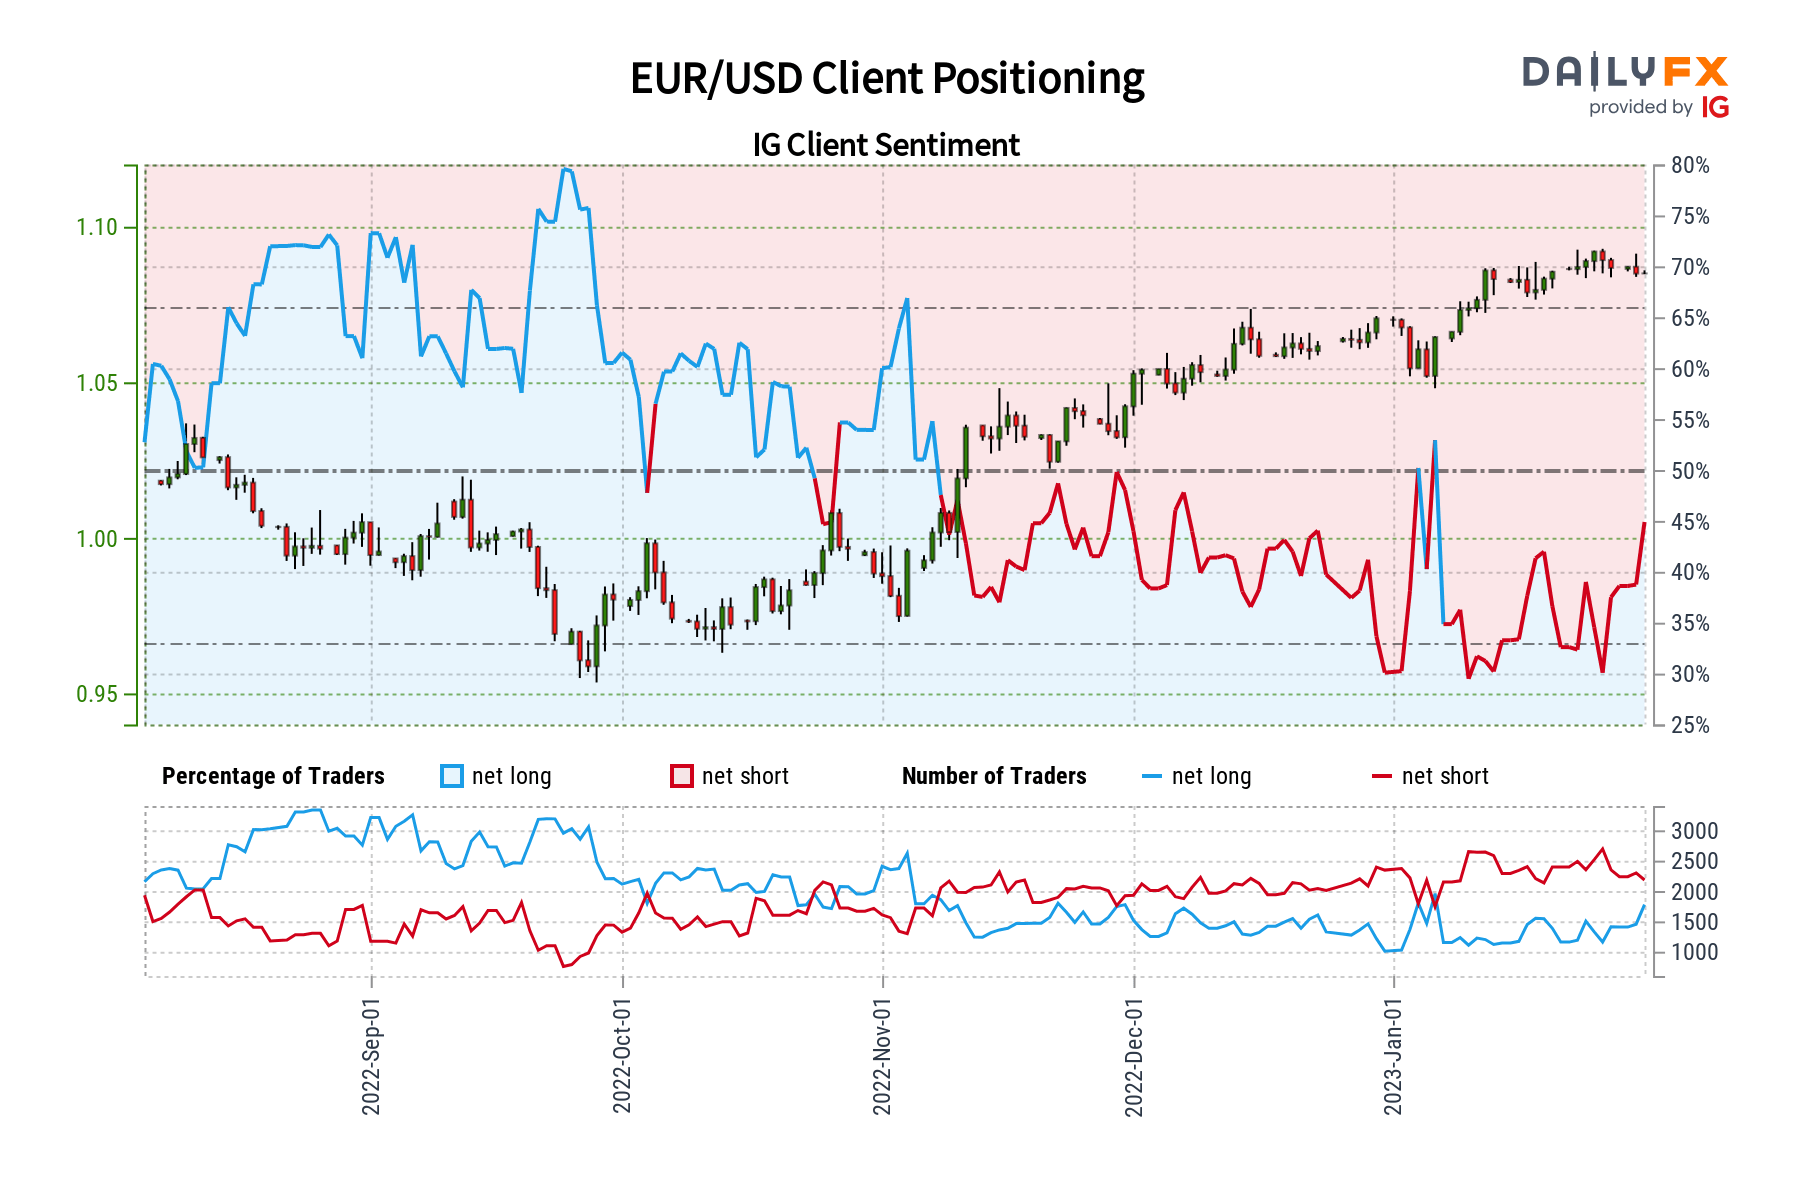 EUR/USD Client Positioning
DAILYFX
provided by IG
IG Client Sentiment
1.10
1.05
1.00
0.95
80%
75%
70%
65%
60%
55%
50%
45%
40%
35%
30%
25%
Percentage of Traders net long net short Number of Traders net long net short
3000
2500
2000
1500
1000
2022-Sep-01
2022-Oct-01
2022-Nov-01
2022-Dec-01
2023-Jan-01